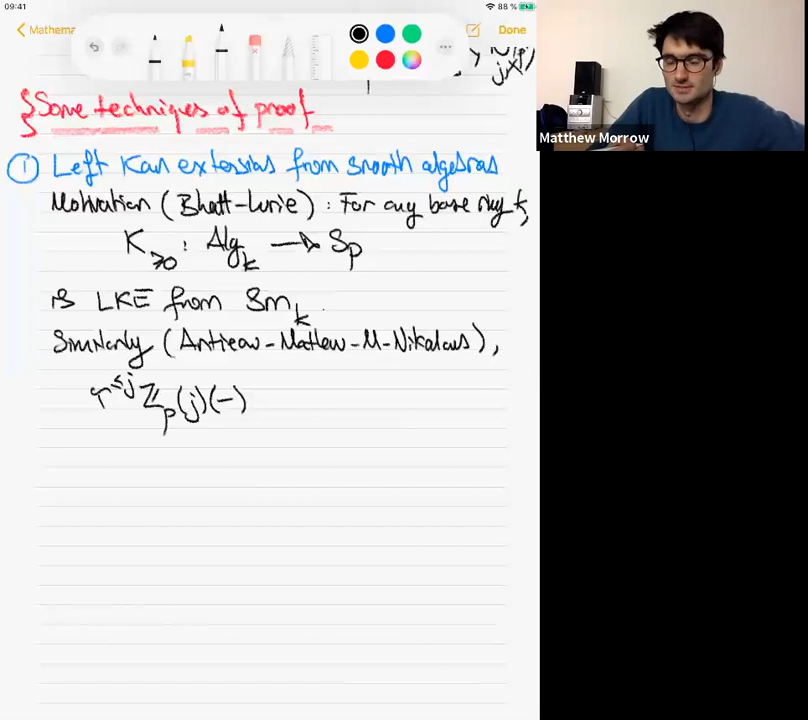 09:41
88 %
Mathema
Done
j
§ Some techniques of proof
① Left Kan extensions from smooth algebras
Motivation (Bhatt-Lurie): For any base ring k,
K≥0 : Alg_k → Sp
is LKE from Sm_k.
Similarly (Antieau-Mathew-M-Nikolaus),
τ^{≤j} ℤ_p(j)(-)
Matthew Morrow